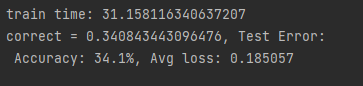 train time: 31.158116340637207
correct = 0.340843443096476, Test Error:
 Accuracy: 34.1%, Avg loss: 0.185057